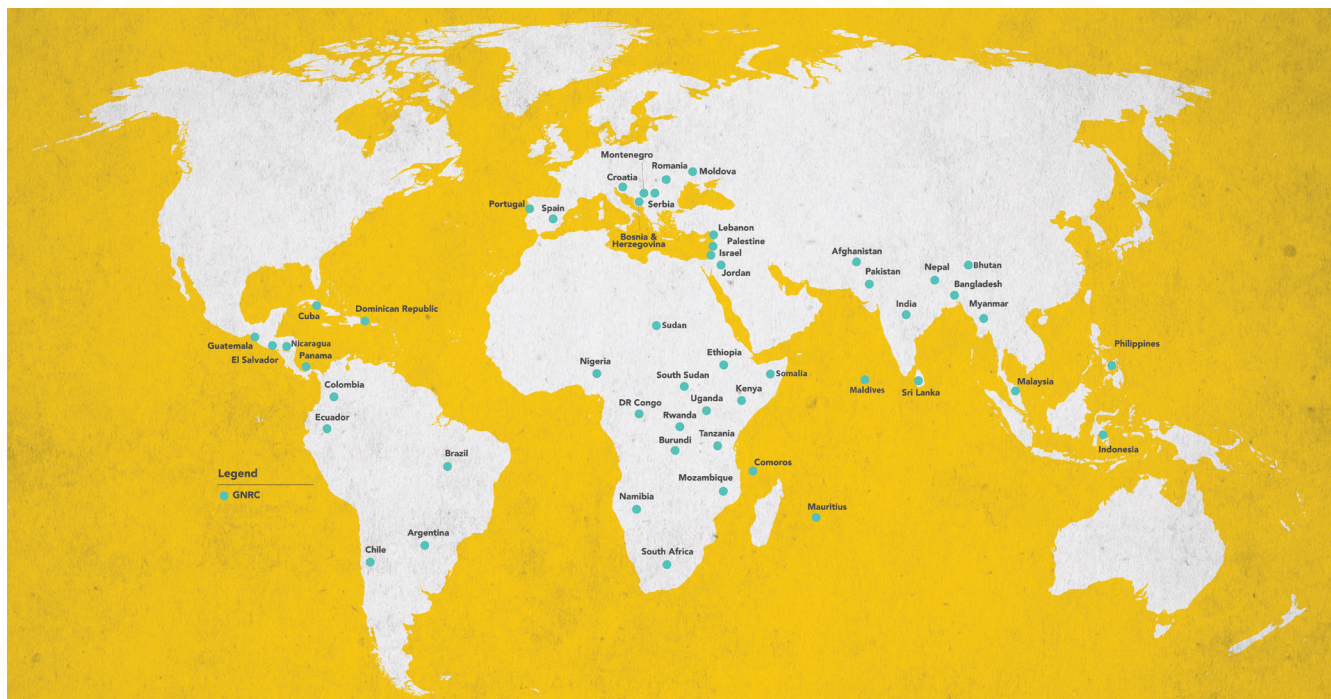 Montenegro
Romania
Moldova
Croatia
Portugal
Spain
Serbia
Bosnia &
Herzegovina
Lebanon
Palestine
Israel
Jordan
Afghanistan
Pakistan
Nepal
Bhutan
Bangladesh
India
Myanmar
Cuba
Dominican Republic
Guatemala
El Salvador
Nicaragua
Panama
Colombia
Ecuador
Brazil
Argentina
Chile
Sudan
Nigeria
Ethiopia
Somalia
South Sudan
Kenya
DR Congo
Uganda
Rwanda
Burundi
Tanzania
Comoros
Mozambique
Namibia
Mauritius
South Africa
Maldives
Sri Lanka
Malaysia
Philippines
Indonesia
Legend
GNRC